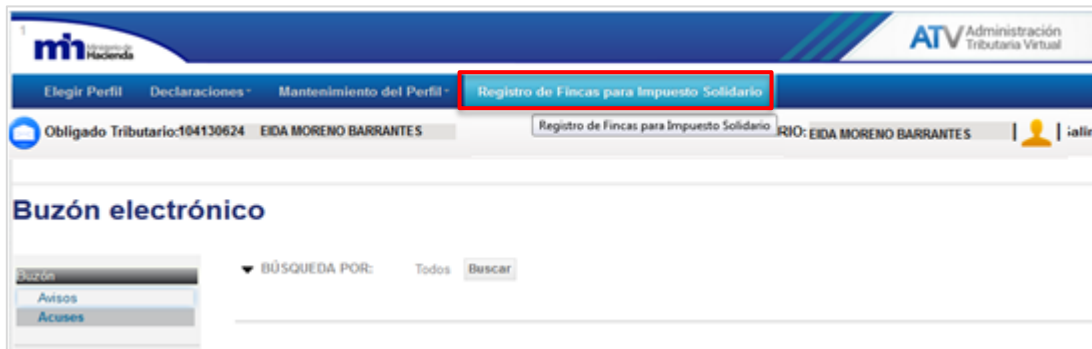 1
mh Ministerio de Hacienda
ATV Administración Tributaria Virtual
Elegir Perfil Declaraciones Mantenimiento del Perfil Registro de Fincas para Impuesto Solidario
Obligado Tributario:104130624 EIDA MORENO BARRANTES Registro de Fincas para Impuesto Solidario RIO: EIDA MORENO BARRANTES
Buzón electrónico
BÚSQUEDA POR: Todos Buscar
Buzón
Avisos
Acuses